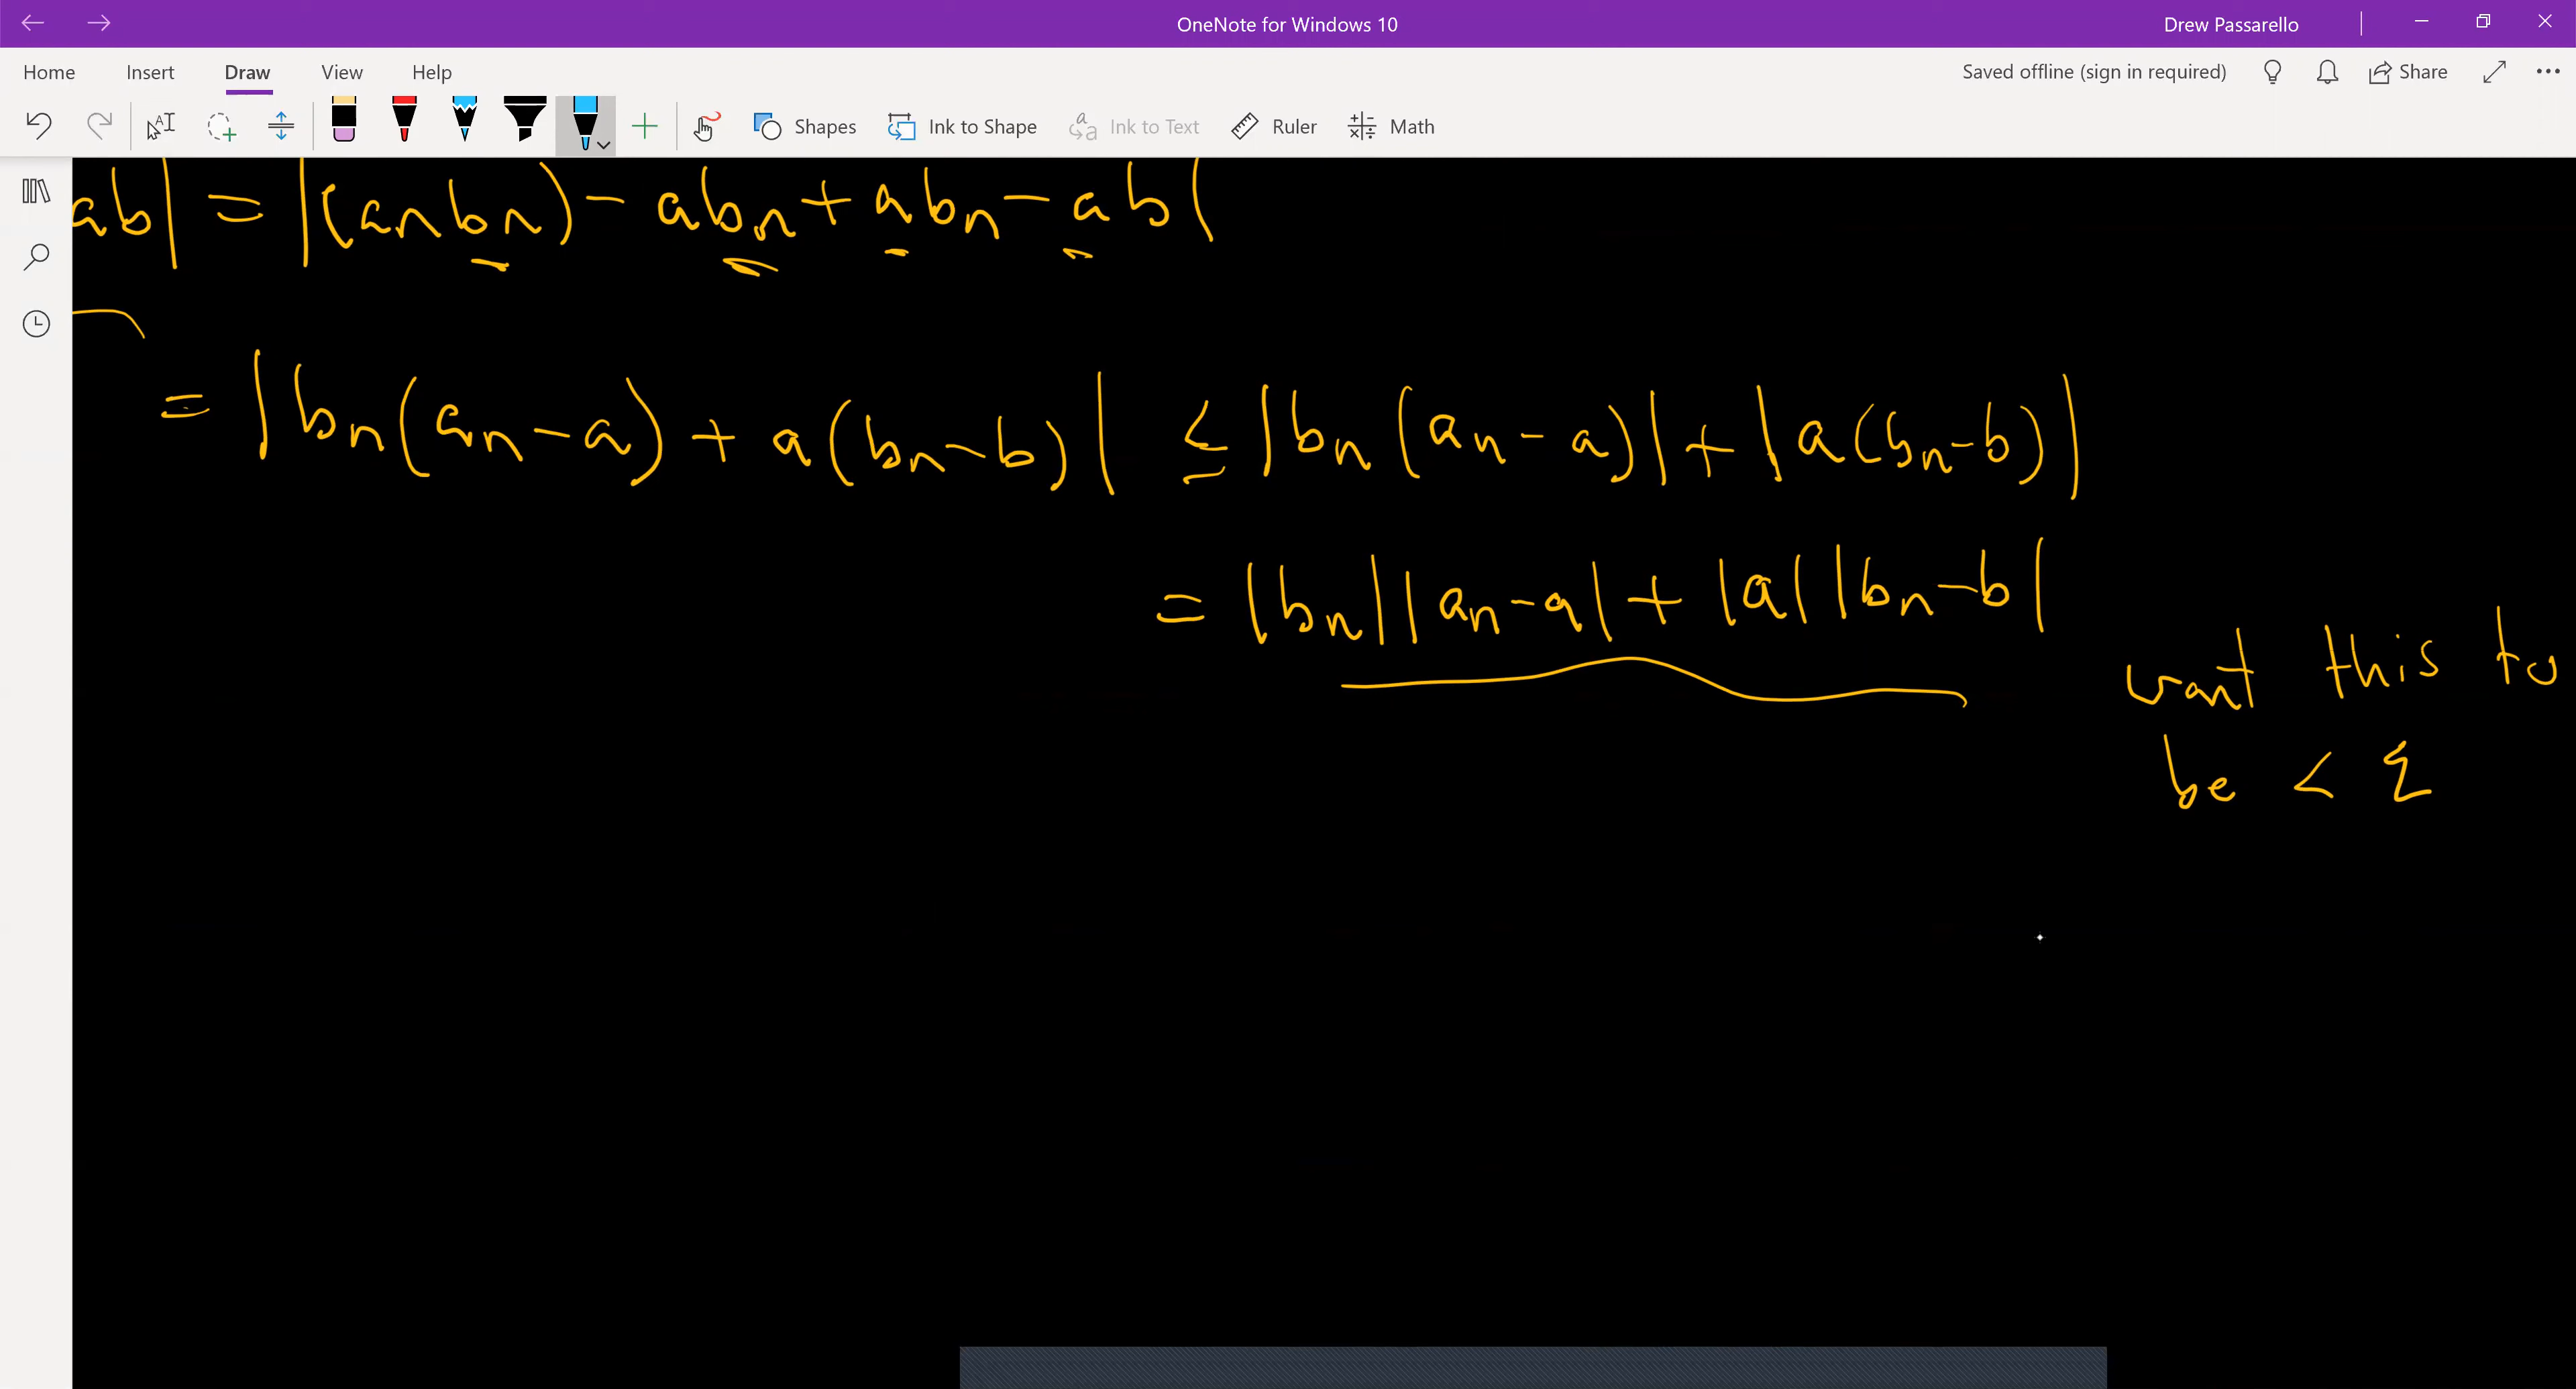 OneNote for Windows 10
Drew Passarello
Home Insert Draw View Help
Saved offline (sign in required) Share
Shapes Ink to Shape Ink to Text Ruler Math
ab| = |(anbn) - abn + abn - ab|
= |bn(an - a) + a(bn - b)| ≤ |bn(an - a)| + |a(bn - b)|
= |bn||an - a| + |a||bn - b|
want this to
be < ε